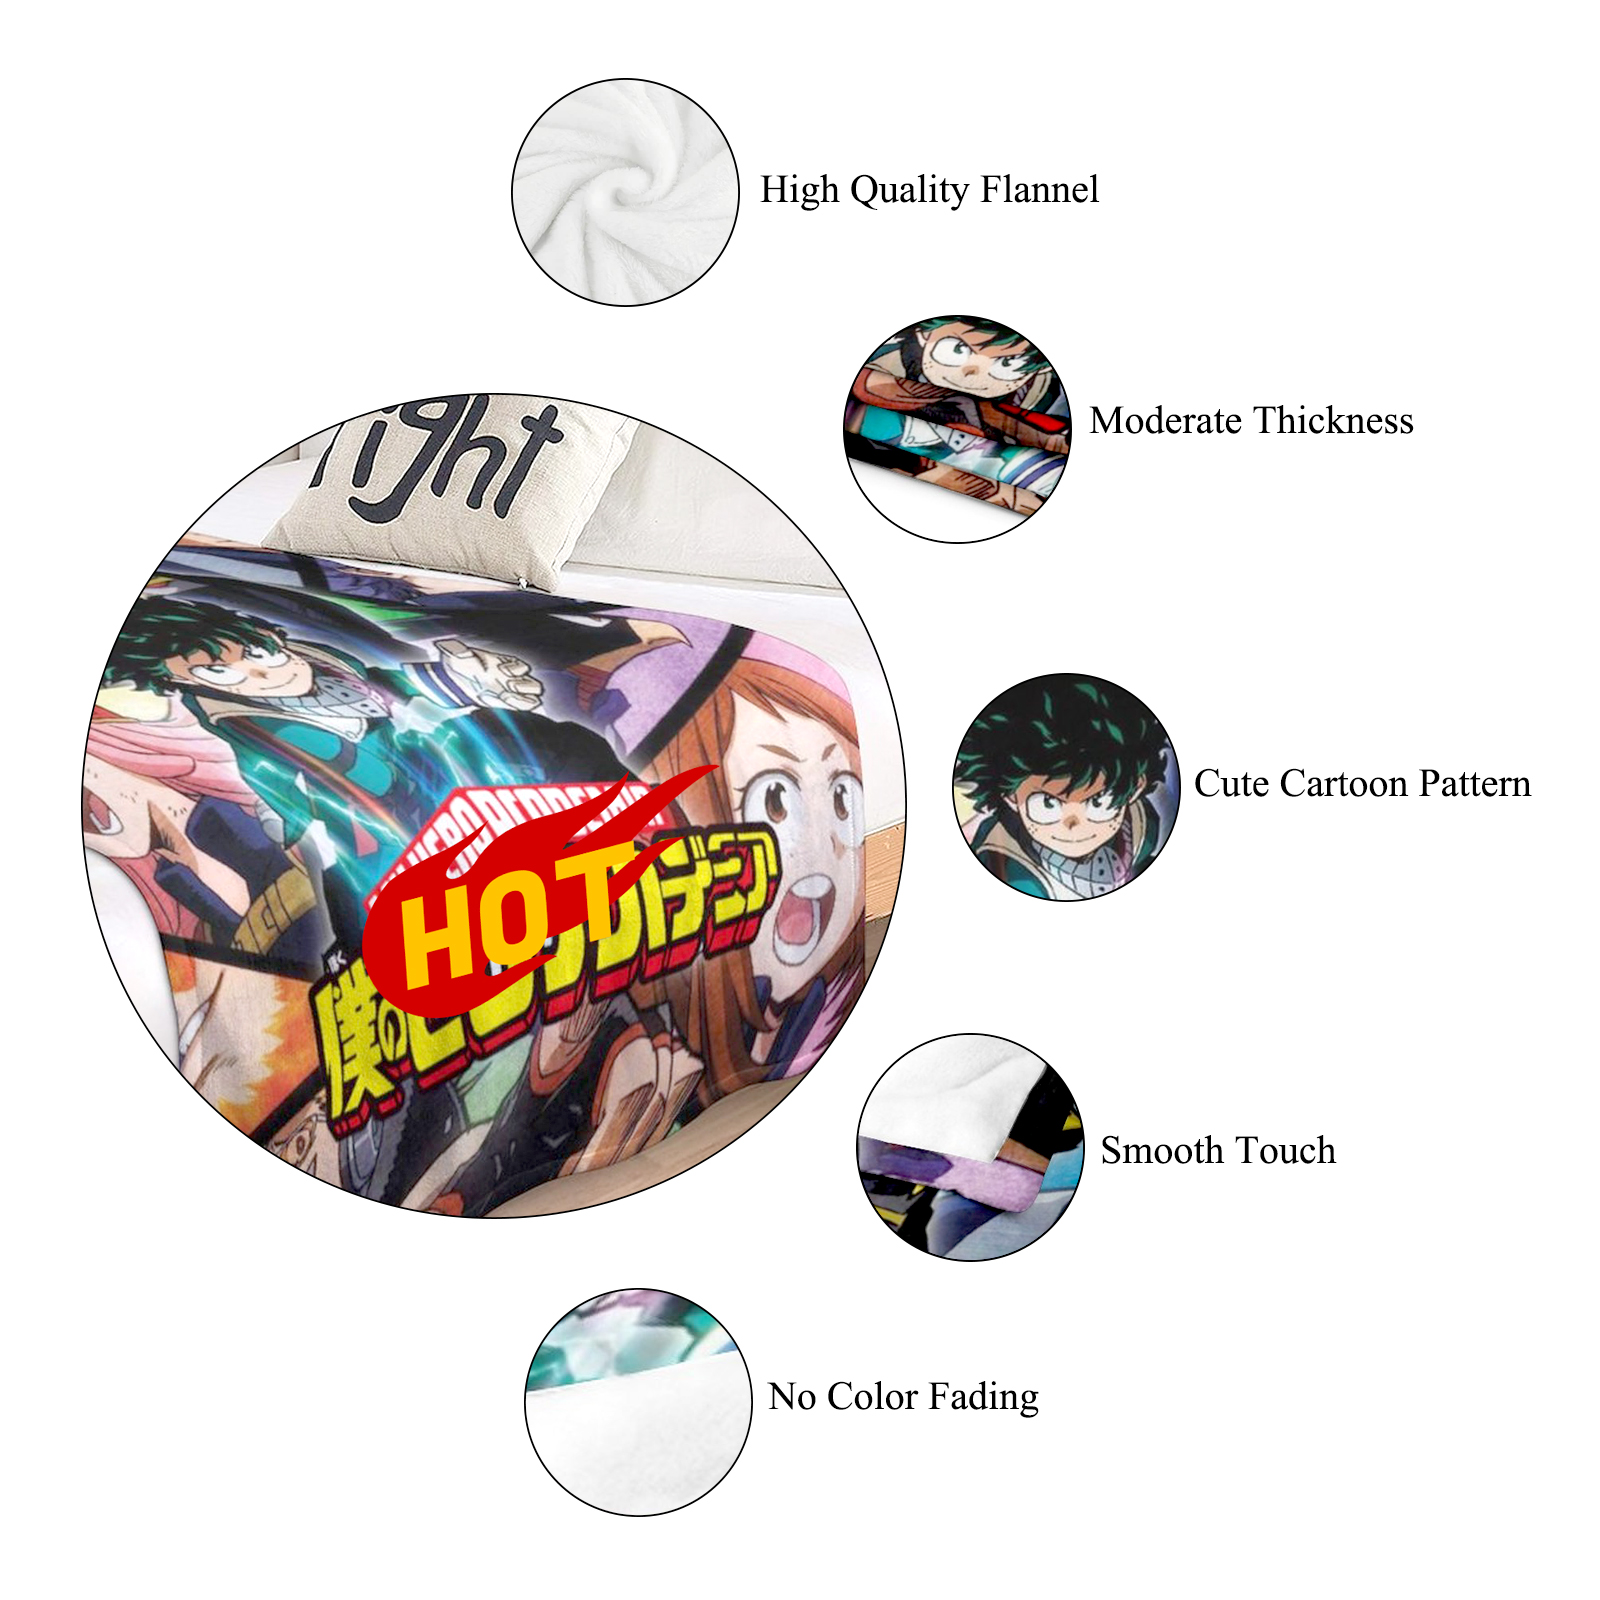 High Quality Flannel
Moderate Thickness
ight
Cute Cartoon Pattern
HOT
僕の
Smooth Touch
No Color Fading